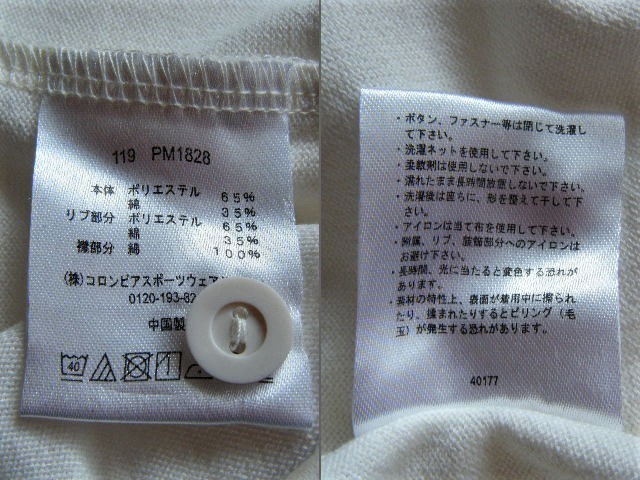 119 PM1828
本体 ポリエステル 65%
綿 35%
リブ部分 ポリエステル 65%
綿 35%
襟部分 綿 100%
(株)コロンビアスポーツウェア
0120-193-82
中国製
40
・ボタン、ファスナー等は閉じて洗濯し
て下さい。
・洗濯ネットを使用して下さい。
・柔軟剤は使用しないで下さい。
・濡れたまま長時間放置しないで下さい。
・洗濯後は直ちに、形を整えて干して下
さい。
・アイロンは当て布を使用して下さい。
・附属、リブ、装飾部分へのアイロンは
お避け下さい。
・長時間、光に当たると変色する恐れが
あります。
・素材の特性上、表面が着用中に擦られ
たり、揉まれたりするとピリング(毛
玉)が発生する恐れがあります。
40177